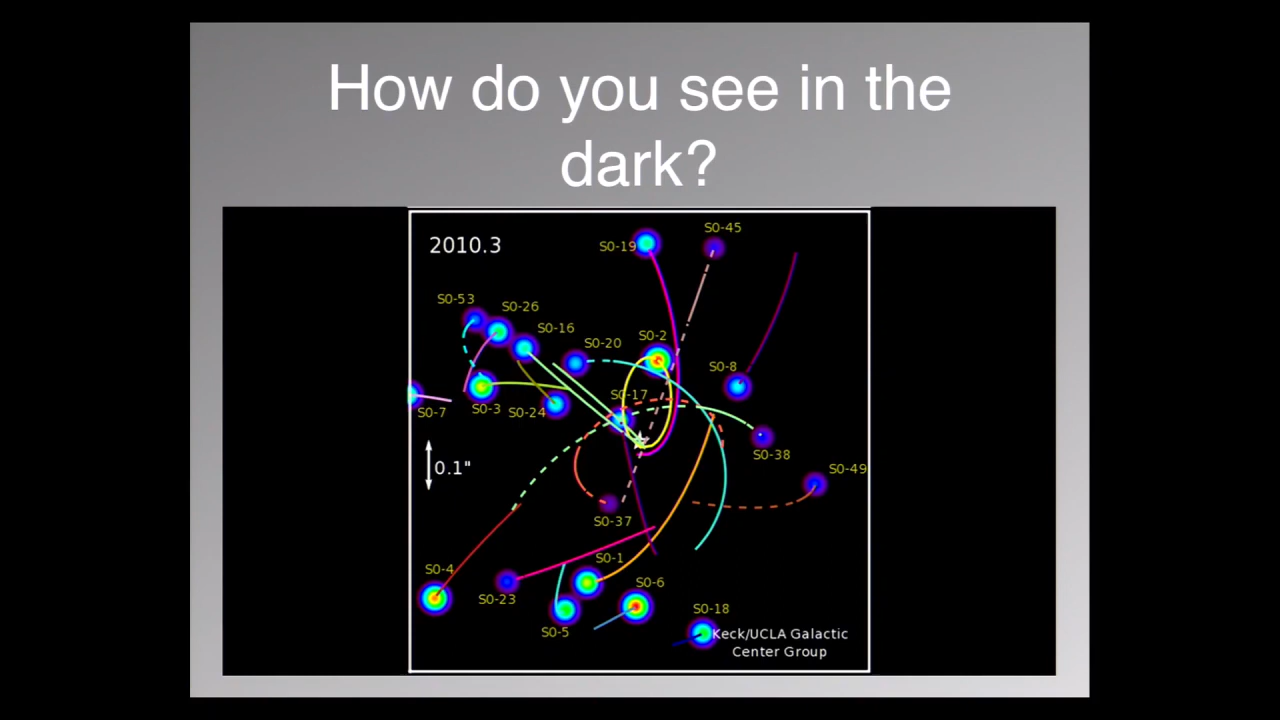 How do you see in the
dark?
2010.3
S0-19
S0-45
S0-53
S0-26
S0-16
S0-20
S0-2
S0-8
S0-7
S0-3
S0-24
S0-17
S0-38
0.1"
S0-49
S0-37
S0-4
S0-23
S0-1
S0-6
S0-5
S0-18
Keck/UCLA Galactic
Center Group